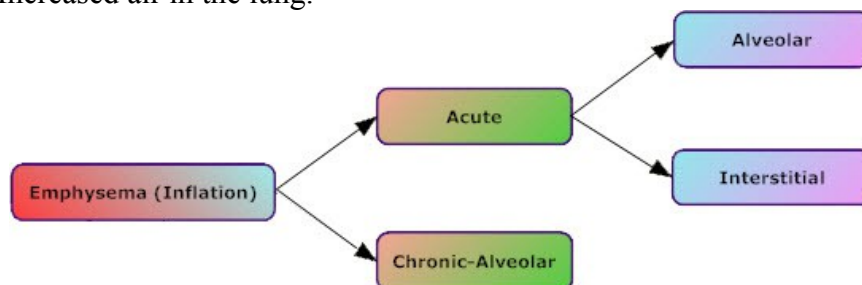 increased air in the lung.
Alveolar
Acute
Interstitial
Emphysema (Inflation)
Chronic-Alveolar